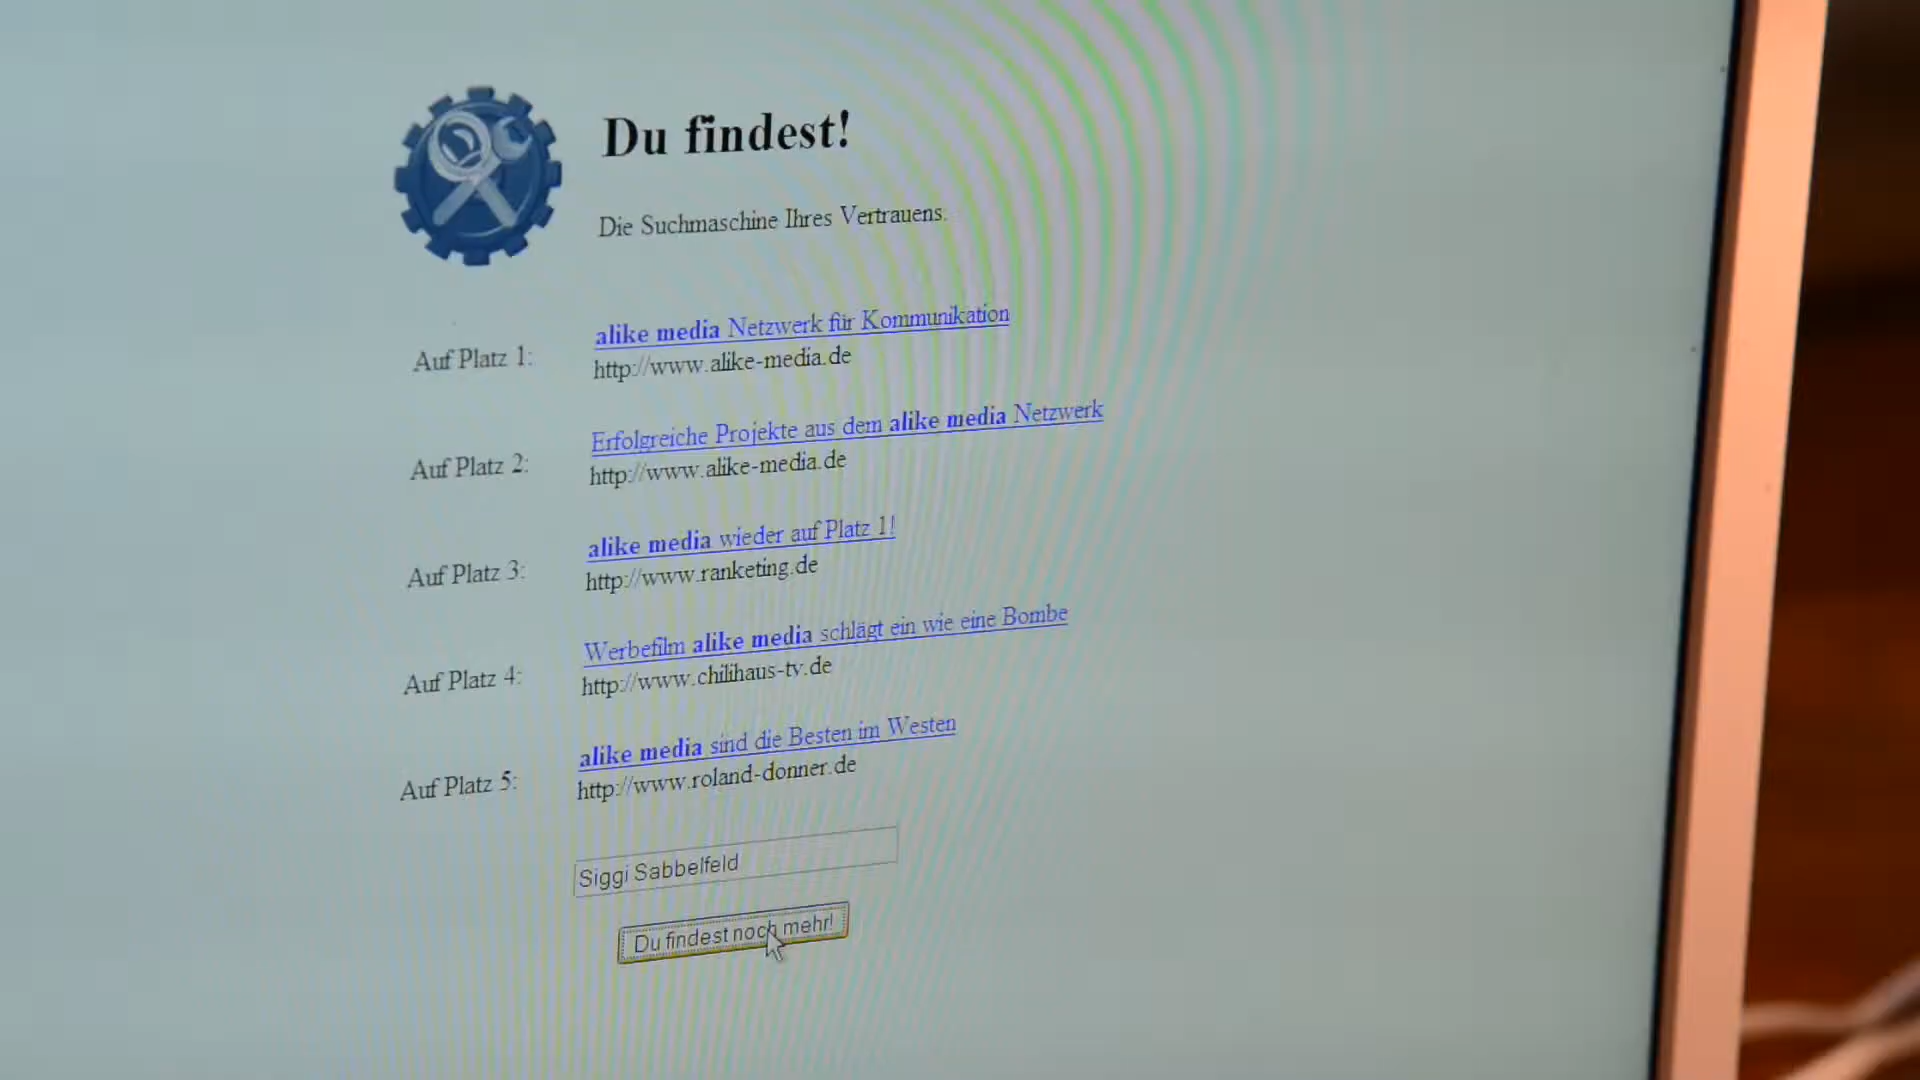 Du findest!
Die Suchmaschine Ihres Vertrauens.
Auf Platz 1:
alike media Netzwerk für Kommunikation
http://www.alike-media.de
Auf Platz 2:
Erfolgreiche Projekte aus dem alike media Netzwerk
http://www.alike-media.de
Auf Platz 3:
alike media wieder auf Platz 1!
http://www.ranketing.de
Auf Platz 4:
Werbefilm alike media schlägt ein wie eine Bombe
http://www.chilihaus-tv.de
Auf Platz 5:
alike media sind die Besten im Westen
http://www.roland-donner.de
Siggi Sabbelfeld
Du findest noch mehr!